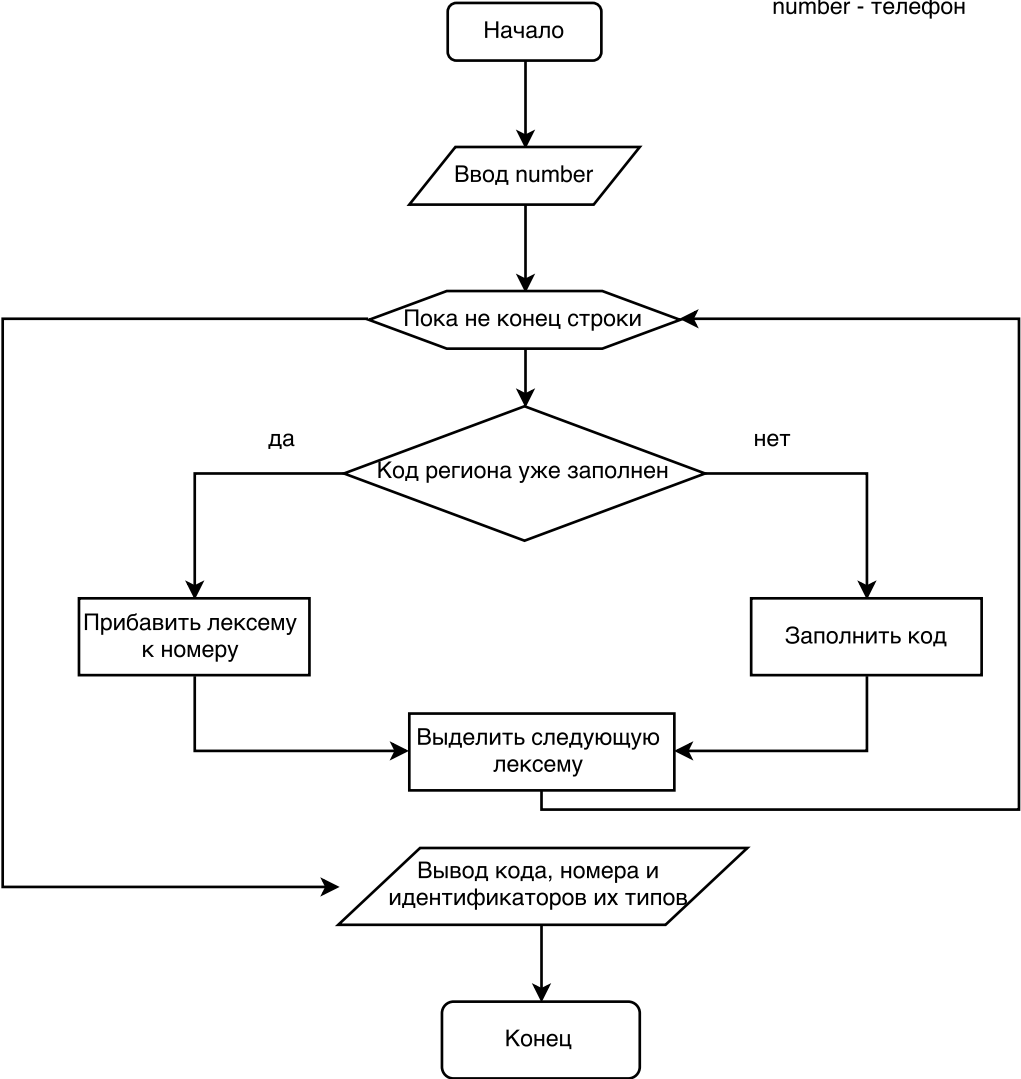 number - телефон
Начало
Ввод number
Пока не конец строки
да
нет
Код региона уже заполнен
Прибавить лексему
к номеру
Заполнить код
Выделить следующую
лексему
Вывод кода, номера и
идентификаторов их типов
Конец